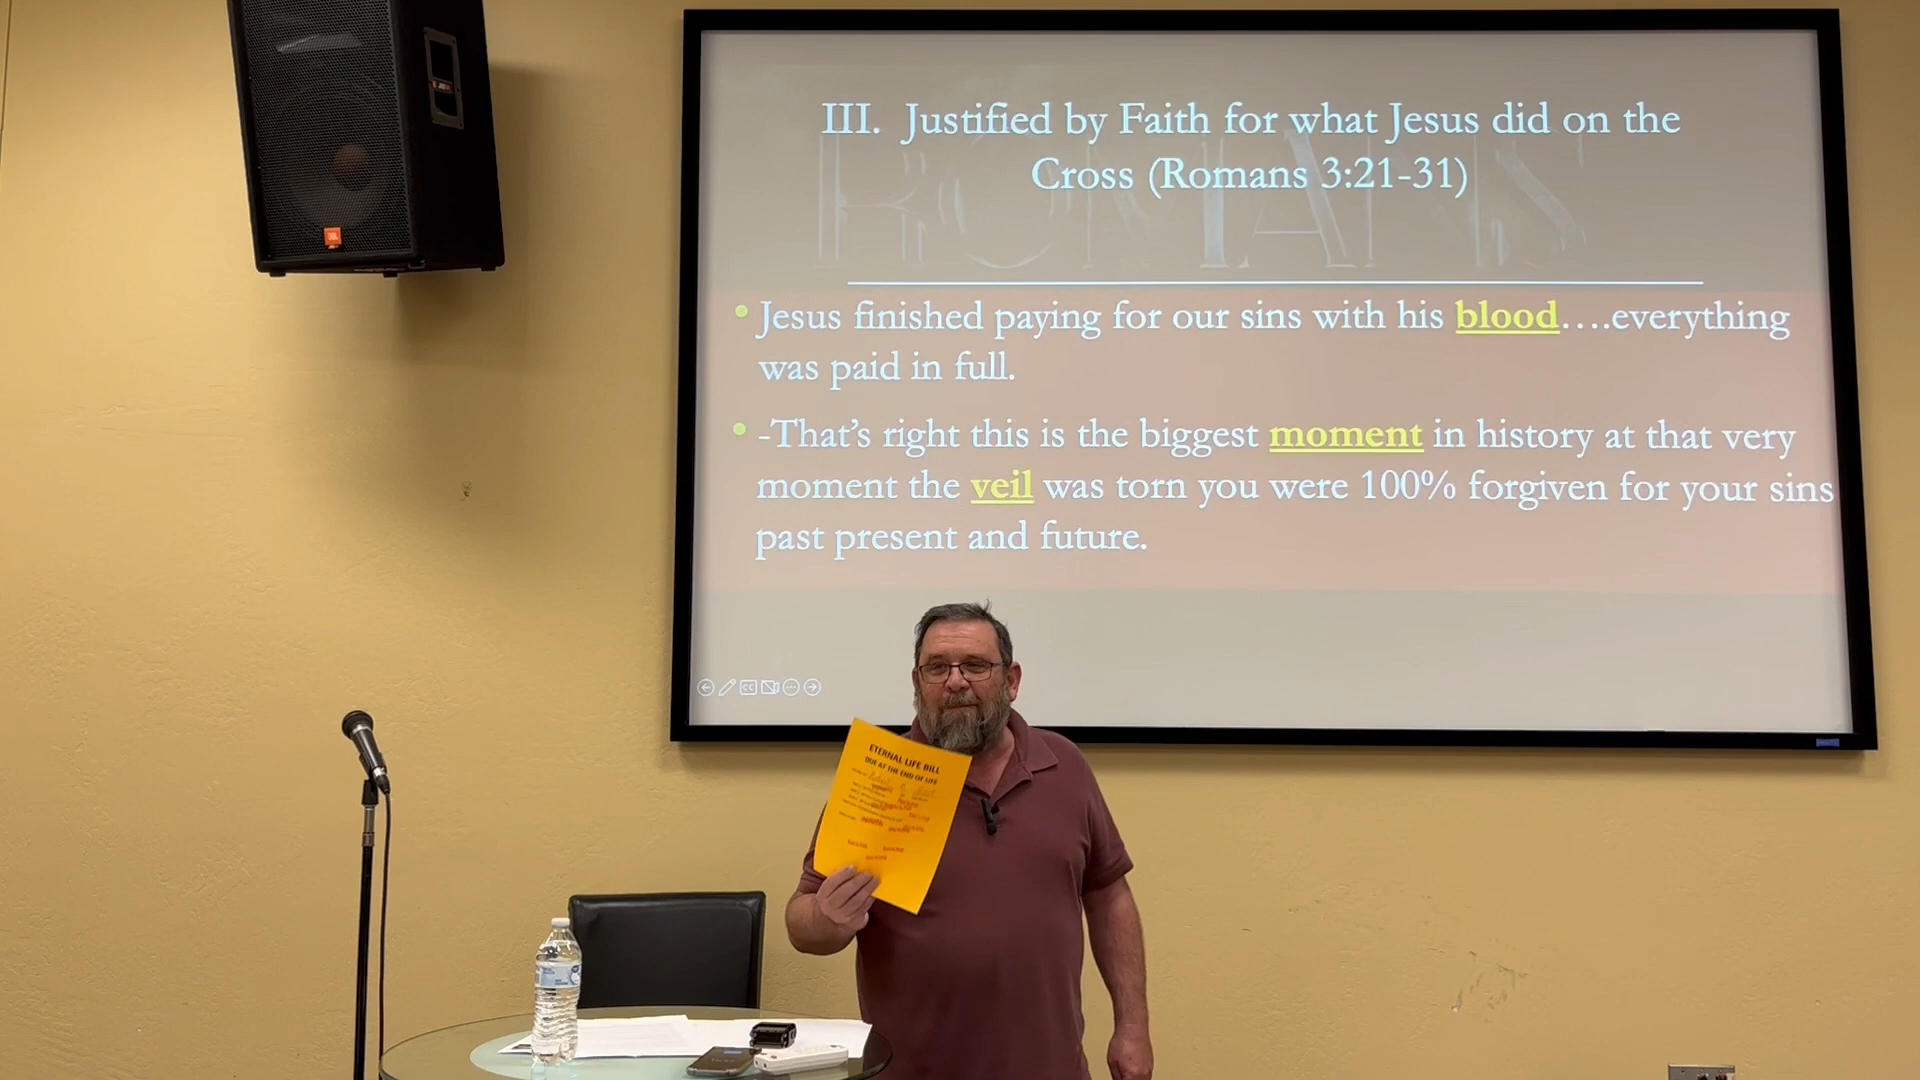 III. Justified by Faith for what Jesus did on the
Cross (Romans 3:21-31)
ROMANS
• Jesus finished paying for our sins with his blood….everything
was paid in full.
• -That's right this is the biggest moment in history at that very
moment the veil was torn you were 100% forgiven for your sins
past present and future.
CC
JBL
ETERNAL LIFE BILL
DUE AT THE END OF LIFE